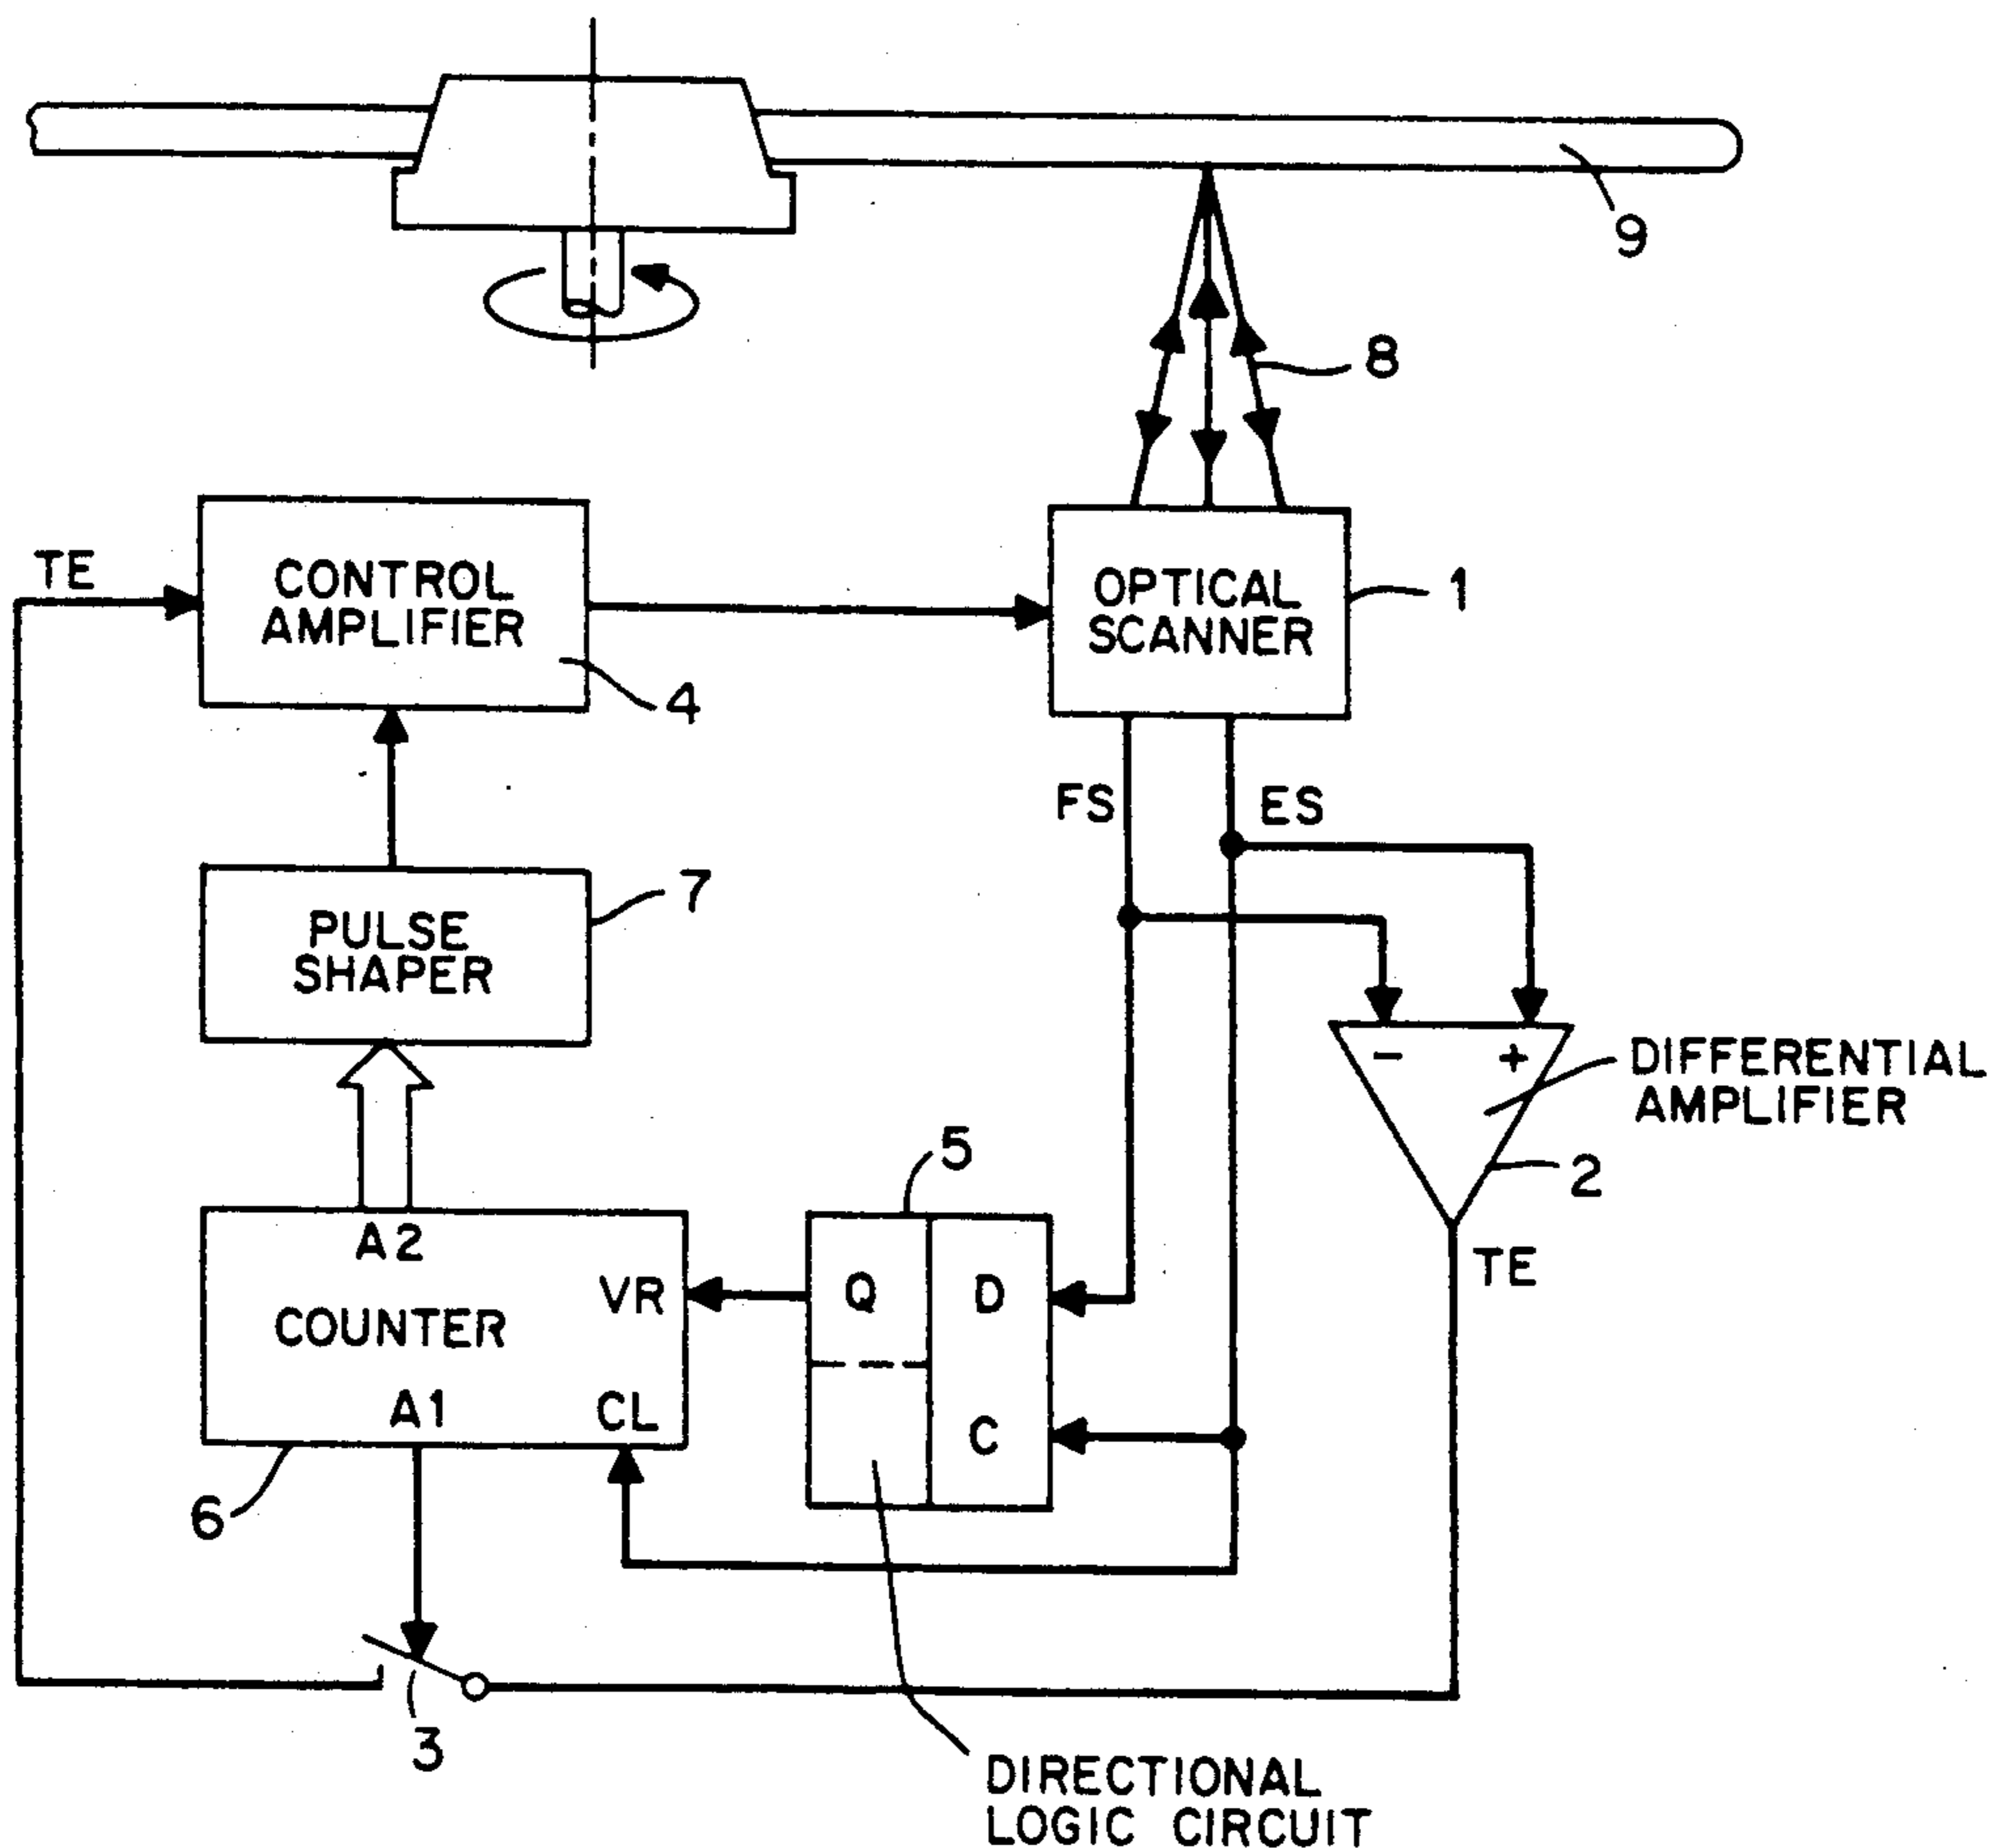 9
8
TE
CONTROL
AMPLIFIER
4
OPTICAL
SCANNER
1
FS
ES
PULSE
SHAPER
7
- +
DIFFERENTIAL
AMPLIFIER
2
TE
5
A2
VR
COUNTER
A1
CL
Q
D
C
6
3
DIRECTIONAL
LOGIC CIRCUIT